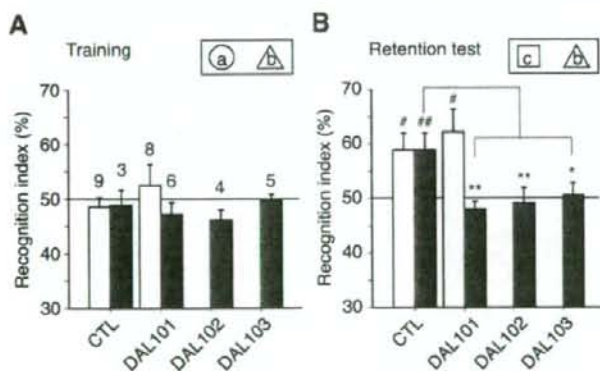 A
Training
a b
Recognition index (%)
70
60
50
40
30
9 3 8 6 4 5
CTL DAL101 DAL102 DAL103
B
Retention test
c b
Recognition index (%)
70
60
50
40
30
# ## # ** ** *
CTL DAL101 DAL102 DAL103